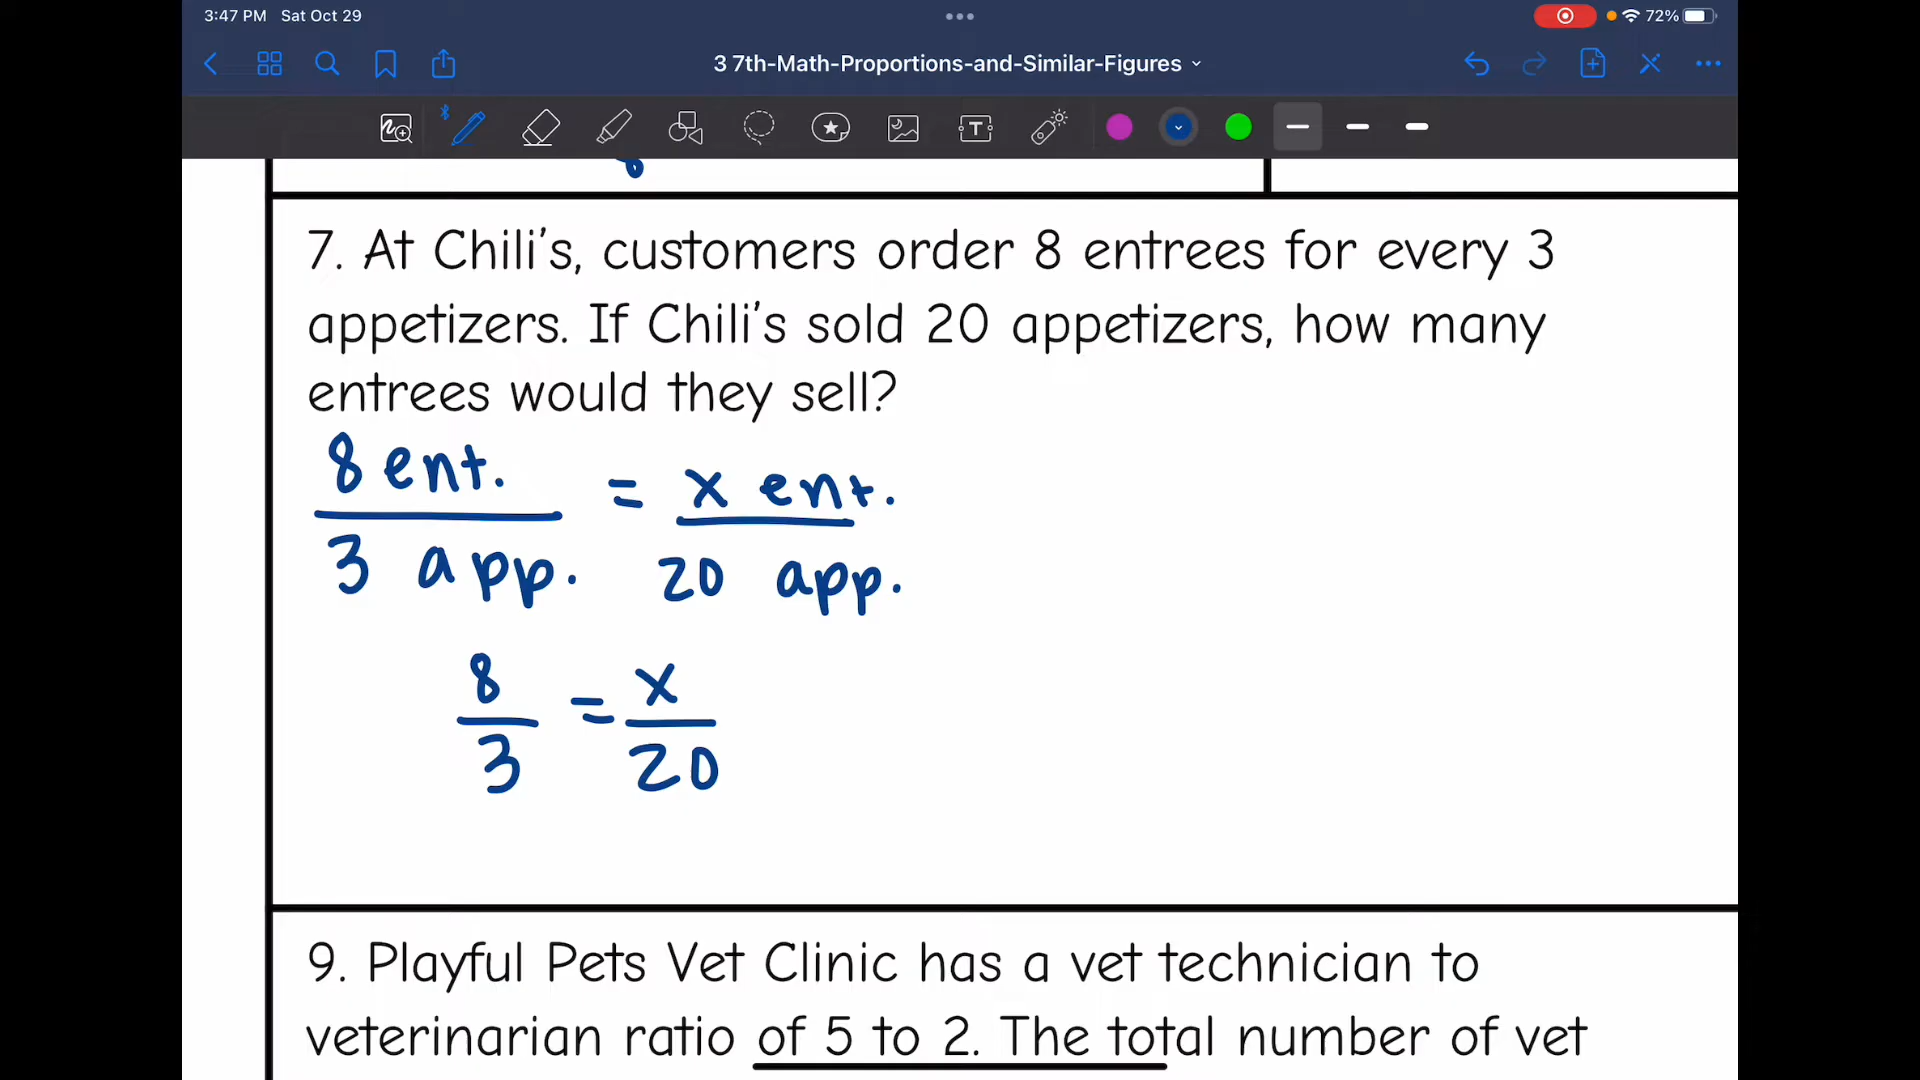 3:47 PM Sat Oct 29
72%
3 7th-Math-Proportions-and-Similar-Figures
T
8
7. At Chili's, customers order 8 entrees for every 3
appetizers. If Chili's sold 20 appetizers, how many
entrees would they sell?
8 ent. = x ent.
3 app. 20 app.
8 = x
3 20
9. Playful Pets Vet Clinic has a vet technician to
veterinarian ratio of 5 to 2. The total number of vet